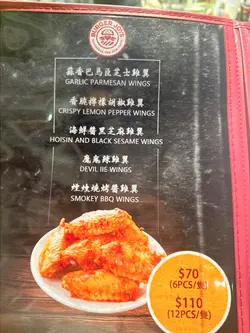 BURGER JOYS
蒜香巴馬臣芝士雞翼
GARLIC PARMESAN WINGS
香脆檸檬胡椒雞翼
CRISPY LEMON PEPPER WINGS
海鮮醬黑芝麻雞翼
HOISIN AND BLACK SESAME WINGS
魔鬼辣雞翼
DEVIL IIE WINGS
煙燒烤醬雞翼
SMOKEY BBQ WINGS
$70
(6PCS/隻)
$110
(12PCS/隻)